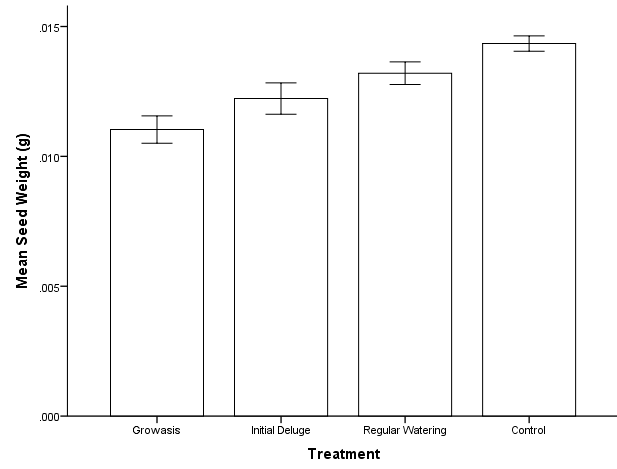 Mean Seed Weight (g)
.015
.010
.005
.000
Growasis
Initial Deluge
Regular Watering
Control
Treatment